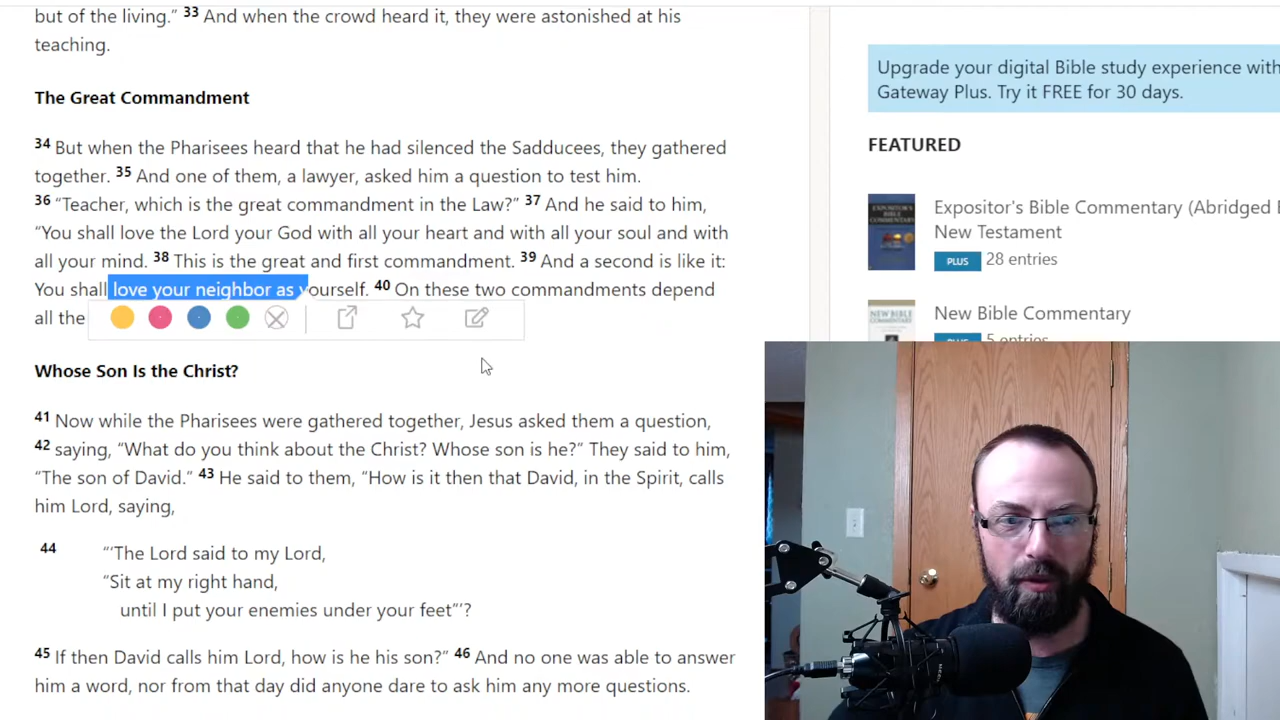 but of the living.” 33 And when the crowd heard it, they were astonished at his
teaching.
The Great Commandment
34 But when the Pharisees heard that he had silenced the Sadducees, they gathered
together. 35 And one of them, a lawyer, asked him a question to test him.
36 “Teacher, which is the great commandment in the Law?” 37 And he said to him,
“You shall love the Lord your God with all your heart and with all your soul and with
all your mind. 38 This is the great and first commandment. 39 And a second is like it:
You shall love your neighbor as yourself. 40 On these two commandments depend
all the
Whose Son Is the Christ?
41 Now while the Pharisees were gathered together, Jesus asked them a question,
42 saying, “What do you think about the Christ? Whose son is he?” They said to him,
“The son of David.” 43 He said to them, “How is it then that David, in the Spirit, calls
him Lord, saying,
44 “‘The Lord said to my Lord,
“Sit at my right hand,
until I put your enemies under your feet”’?
45 If then David calls him Lord, how is he his son?” 46 And no one was able to answer
him a word, nor from that day did anyone dare to ask him any more questions.
Upgrade your digital Bible study experience with
Gateway Plus. Try it FREE for 30 days.
FEATURED
Expositor's Bible Commentary (Abridged
New Testament
PLUS 28 entries
New Bible Commentary
PLUS 5 entries